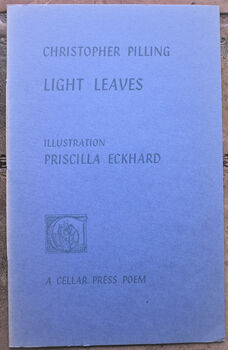 CHRISTOPHER PILLING
LIGHT LEAVES
ILLUSTRATION
PRISCILLA ECKHARD
A CELLAR PRESS POEM